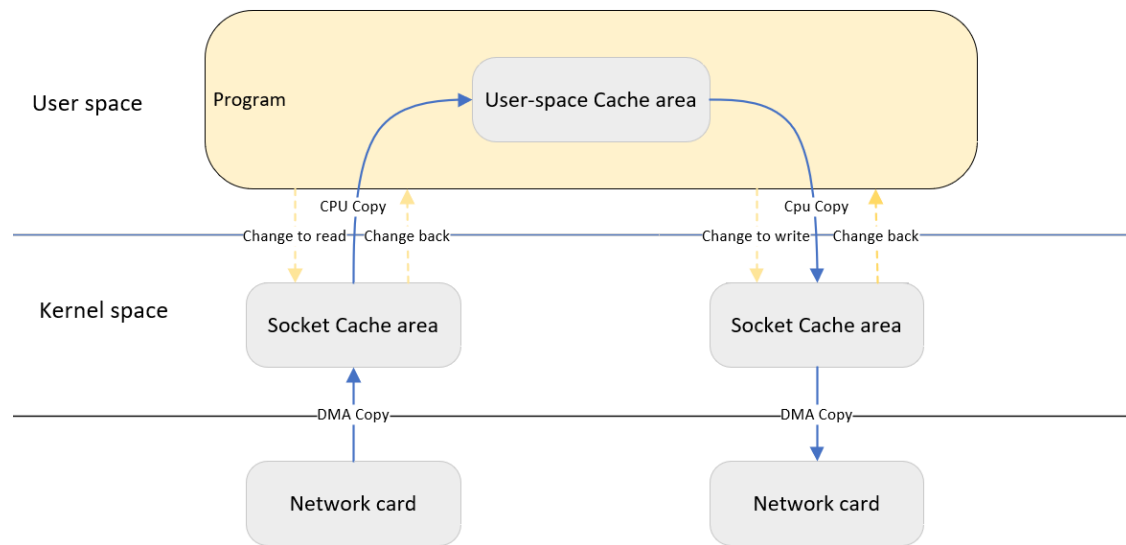 User space
Program
User-space Cache area
CPU Copy
Cpu Copy
Change to read
Change back
Change to write
Change back
Kernel space
Socket Cache area
Socket Cache area
DMA Copy
DMA Copy
Network card
Network card